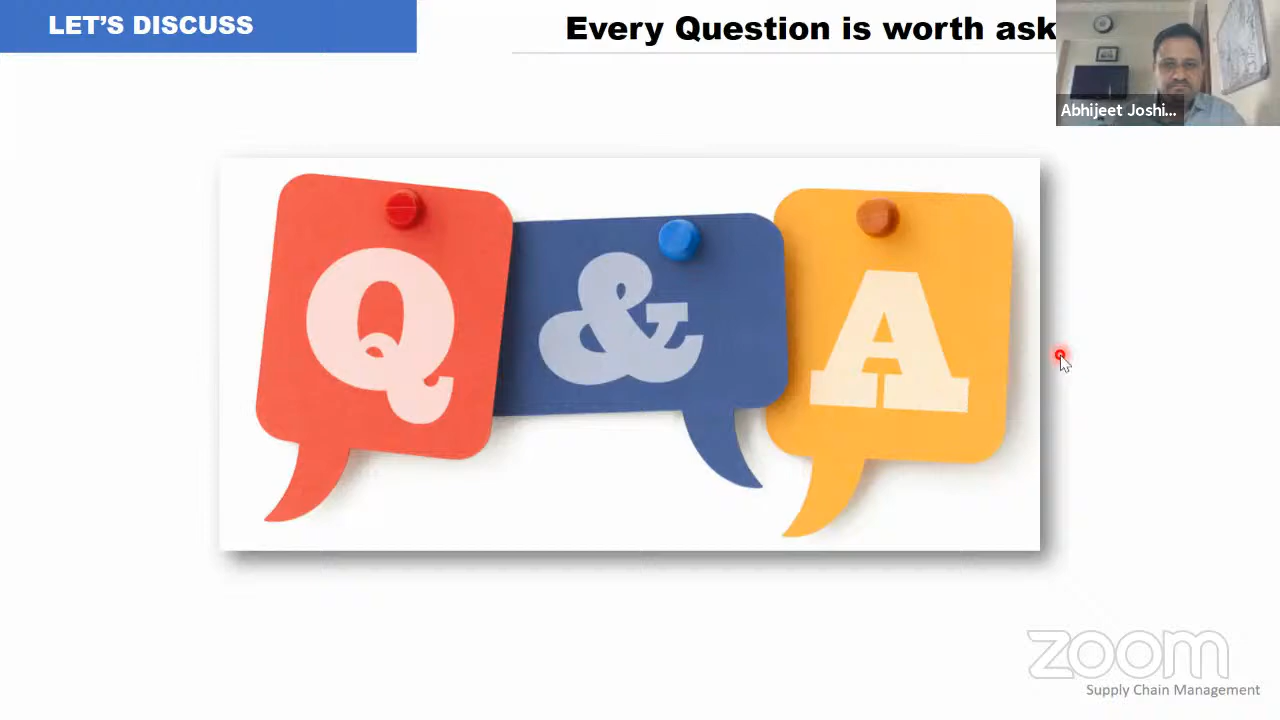 LET’S DISCUSS
Every Question is worth ask
Abhijeet Joshi...
Q & A
zoom
Supply Chain Management